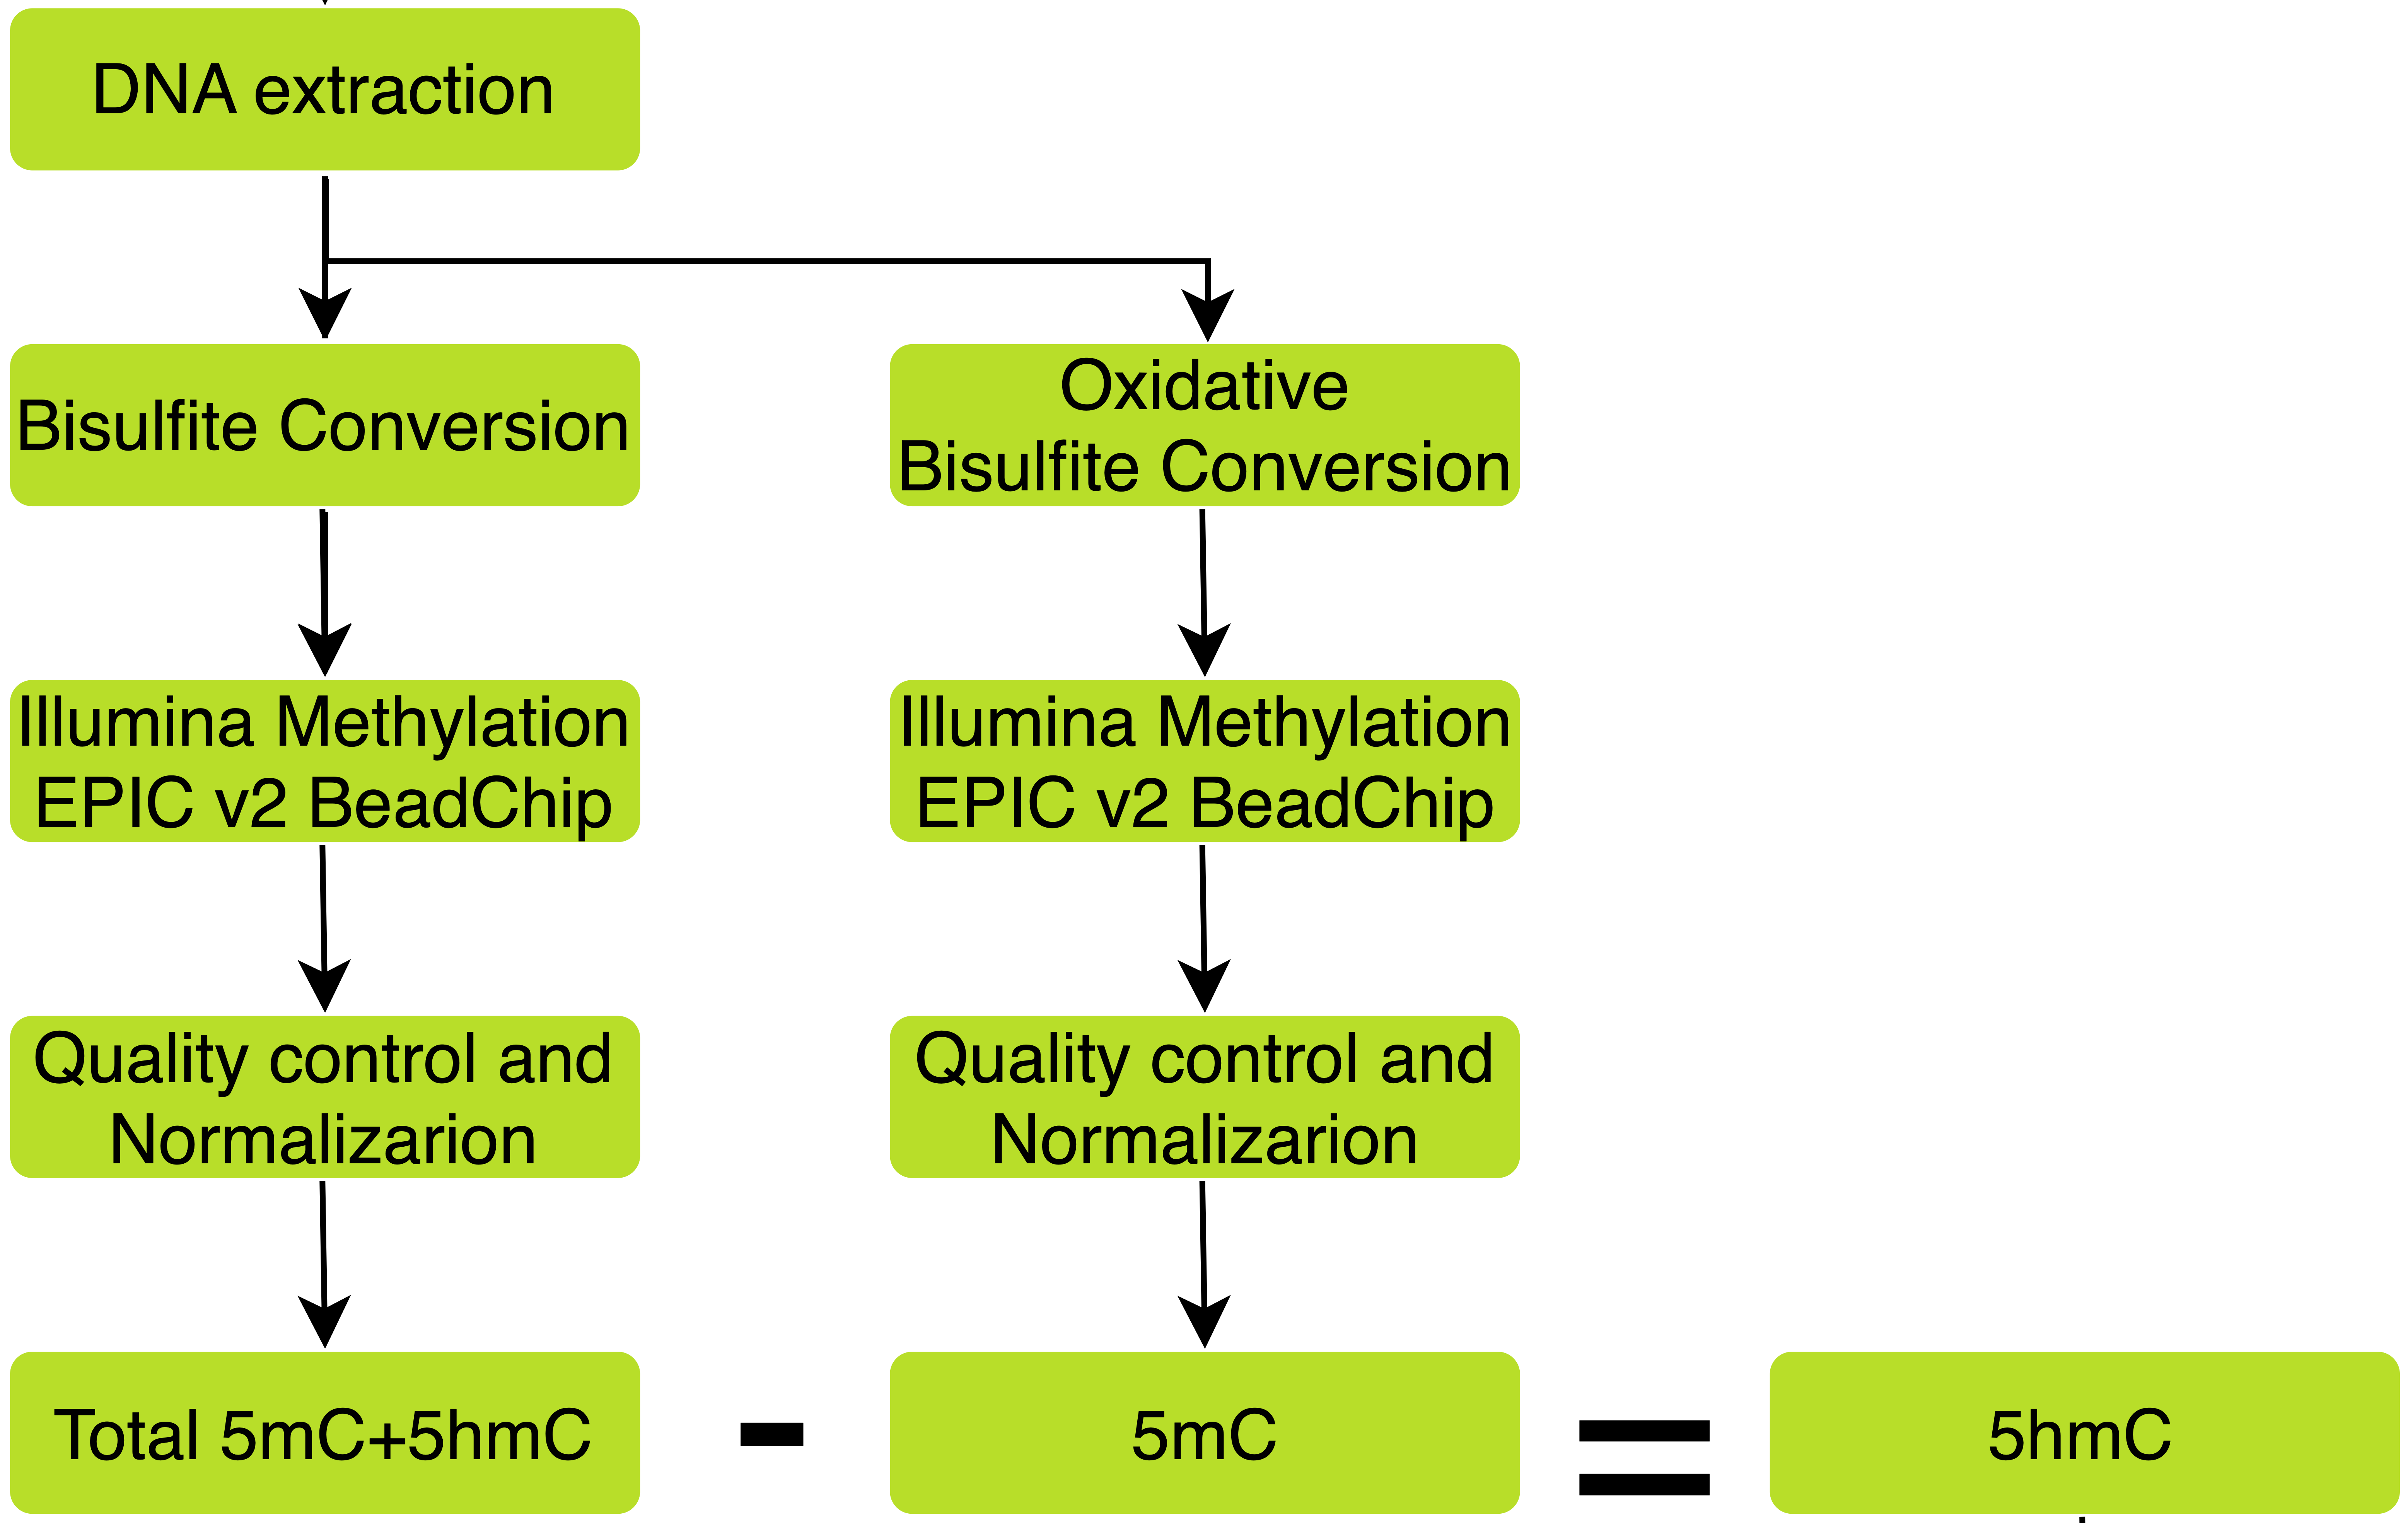 DNA extraction
Bisulfite Conversion
Oxidative
Bisulfite Conversion
Illumina Methylation
EPIC v2 BeadChip
Illumina Methylation
EPIC v2 BeadChip
Quality control and
Normalizarion
Quality control and
Normalizarion
Total 5mC+5hmC
-
5mC
=
5hmC